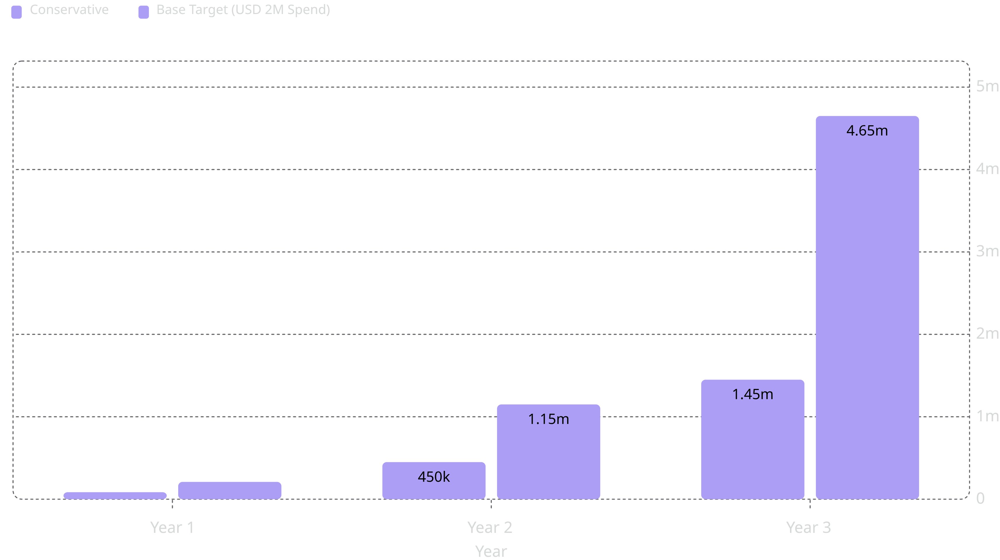 Conservative
Base Target (USD 2M Spend)
5m
4m
3m
2m
1m
0
4.65m
1.45m
1.15m
450k
Year 1
Year 2
Year 3
Year